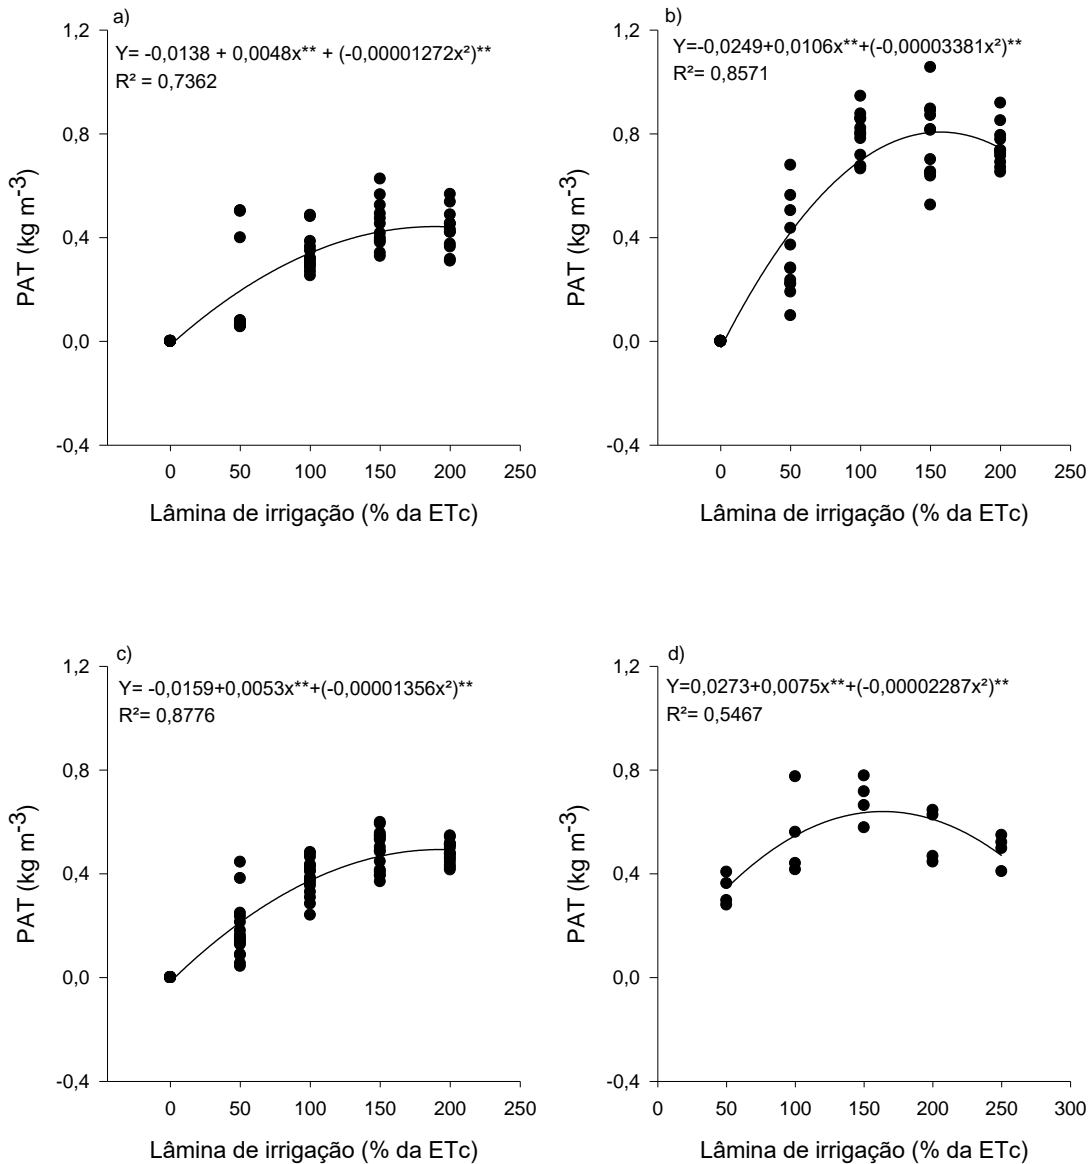 a)
Y= -0,0138 + 0,0048x** + (-0,00001272x²)**
R² = 0,7362
1,2
0,8
0,4
0,0
-0,4
PAT (kg m-3)
0 50 100 150 200 250
Lâmina de irrigação (% da ETc)
b)
Y=-0,0249+0,0106x**+(-0,00003381x²)**
R²= 0,8571
1,2
0,8
0,4
0,0
-0,4
PAT (kg m-3)
0 50 100 150 200 250
Lâmina de irrigação (% da ETc)
c)
Y= -0,0159+0,0053x**+(-0,00001356x²)**
R²= 0,8776
1,2
0,8
0,4
0,0
-0,4
PAT (kg m-3)
0 50 100 150 200 250
Lâmina de irrigação (% da ETc)
d)
Y=0,0273+0,0075x**+(-0,00002287x²)**
R²= 0,5467
1,2
0,8
0,4
0,0
-0,4
PAT (kg m-3)
0 50 100 150 200 250 300
Lâmina de irrigação (% da ETc)